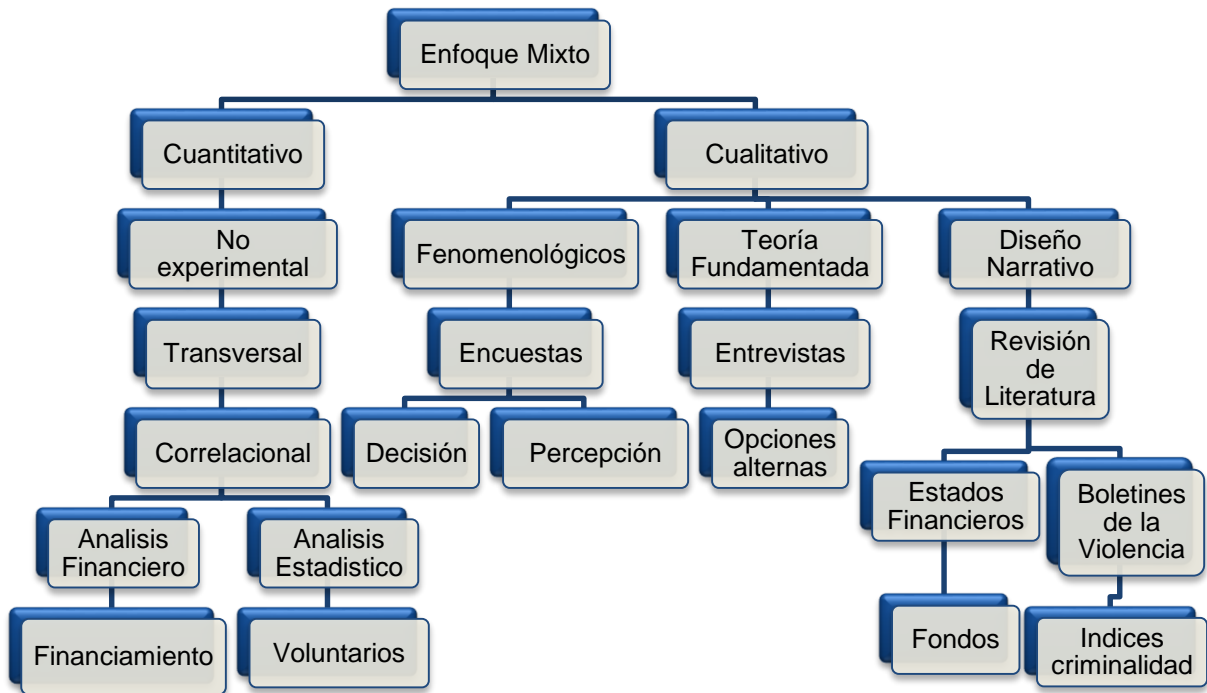 Enfoque Mixto
Cuantitativo
Cualitativo
No
experimental
Fenomenológicos
Teoría
Fundamentada
Diseño
Narrativo
Transversal
Encuestas
Entrevistas
Revisión
de
Literatura
Correlacional
Decisión
Percepción
Opciones
alternas
Estados
Financieros
Boletines
de la
Violencia
Analisis
Financiero
Analisis
Estadistico
Financiamiento
Voluntarios
Fondos
Indices
criminalidad